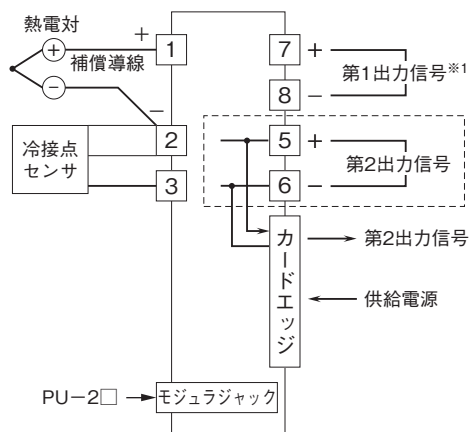 熱電対
+
+
1
補償導線
−
−
2
冷接点
センサ
3
7
+
第1出力信号※1
8
−
5
+
第2出力信号
6
−
カードエッジ
第2出力信号
供給電源
PU−2□
モジュラジャック